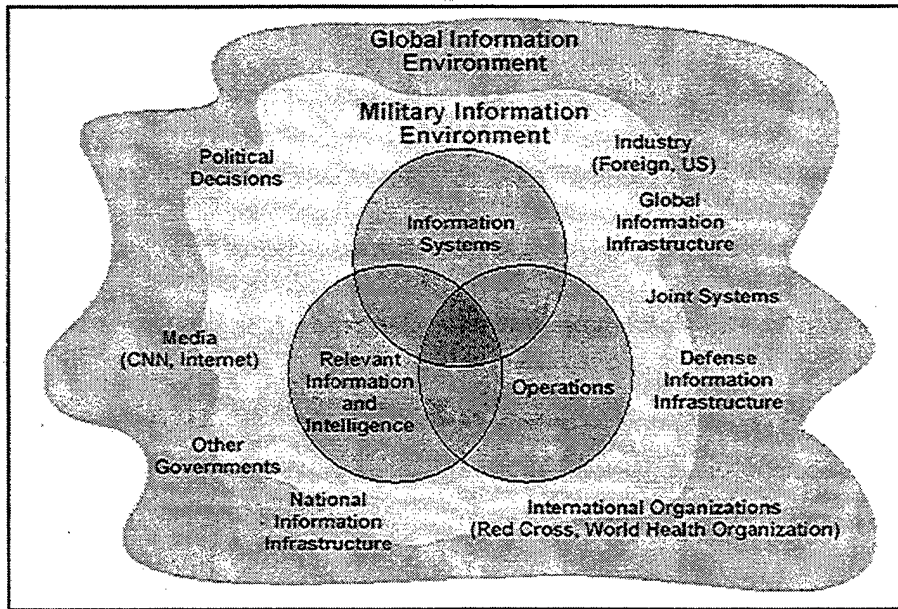 Global Information
Environment
Military Information
Environment
Political
Decisions
Industry
(Foreign, US)
Information
Systems
Global
Information
Infrastructure
Joint Systems
Media
(CNN, Internet)
Relevant
Information
and
Intelligence
Operations
Defense
Information
Infrastructure
Other
Governments
National
Information
Infrastructure
International Organizations
(Red Cross, World Health Organization)